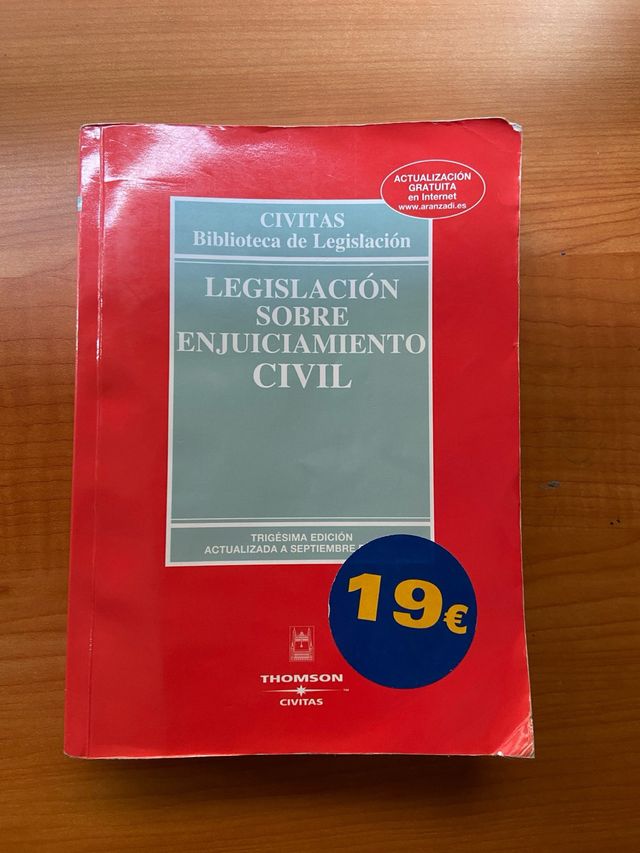 ACTUALIZACIÓN
GRATUITA
en Internet
www.aranzadi.es
CIVITAS
Biblioteca de Legislación
LEGISLACIÓN
SOBRE
ENJUICIAMIENTO
CIVIL
TRIGÉSIMA EDICIÓN
ACTUALIZADA A SEPTIEMBRE
19€
THOMSON
™
CIVITAS